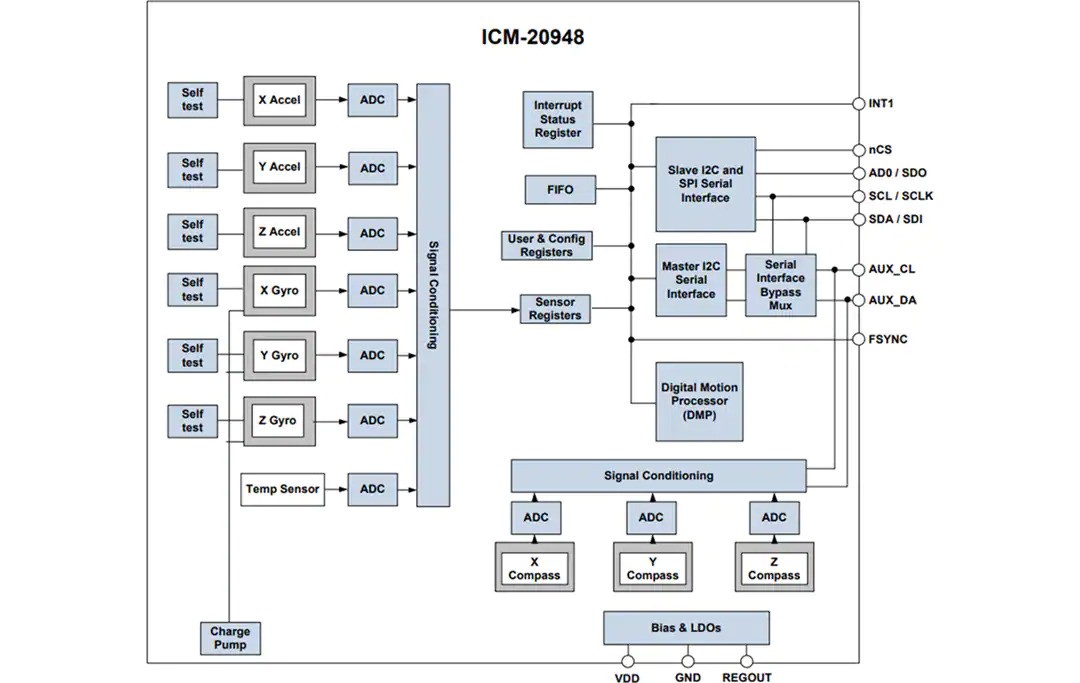 ICM-20948
Self
test
X Accel
ADC
Self
test
Y Accel
ADC
Self
test
Z Accel
ADC
Self
test
X Gyro
ADC
Self
test
Y Gyro
ADC
Self
test
Z Gyro
ADC
Temp Sensor
ADC
Signal Conditioning
Charge
Pump
Interrupt
Status
Register
FIFO
User & Config
Registers
Sensor
Registers
Slave I2C and
SPI Serial
Interface
Master I2C
Serial
Interface
Serial
Interface
Bypass
Mux
Digital Motion
Processor
(DMP)
INT1
nCS
AD0 / SDO
SCL / SCLK
SDA / SDI
AUX_CL
AUX_DA
FSYNC
Signal Conditioning
ADC
ADC
ADC
X
Compass
Y
Compass
Z
Compass
Bias & LDOs
VDD
GND
REGOUT